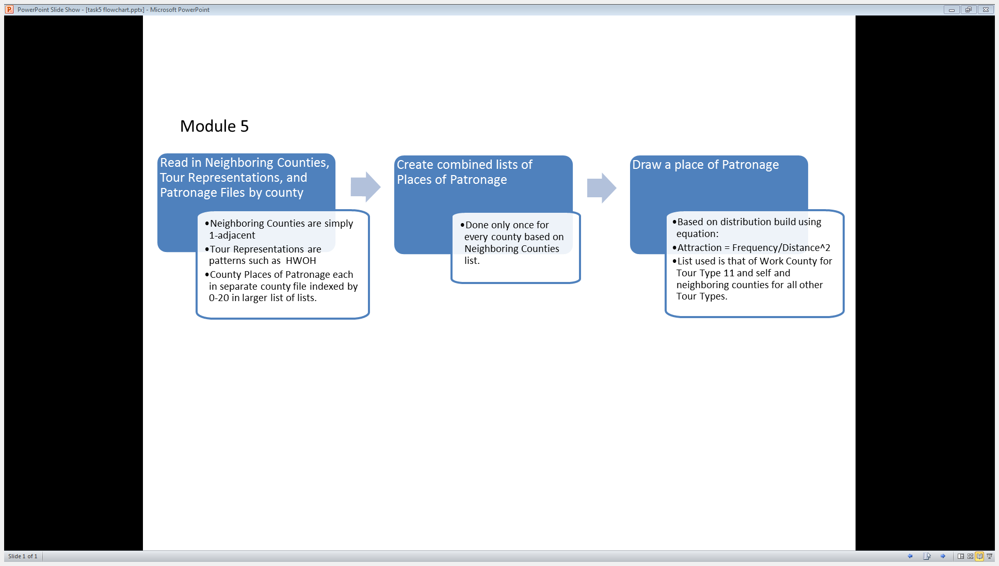 PowerPoint Slide Show - [task5 flowchart.pptx] - Microsoft PowerPoint
Module 5
Read in Neighboring Counties,
Tour Representations, and
Patronage Files by county
•Neighboring Counties are simply
1-adjacent
•Tour Representations are
patterns such as  HWOH
•County Places of Patronage each
in separate county file indexed by
0-20 in larger list of lists.
Create combined lists of
Places of Patronage
•Done only once for
every county based on
Neighboring Counties
list.
Draw a place of Patronage
•Based on distribution build using
equation:
•Attraction = Frequency/Distance^2
•List used is that of Work County for
Tour Type 11 and self and
neighboring counties for all other
Tour Types.
Slide 1 of 1